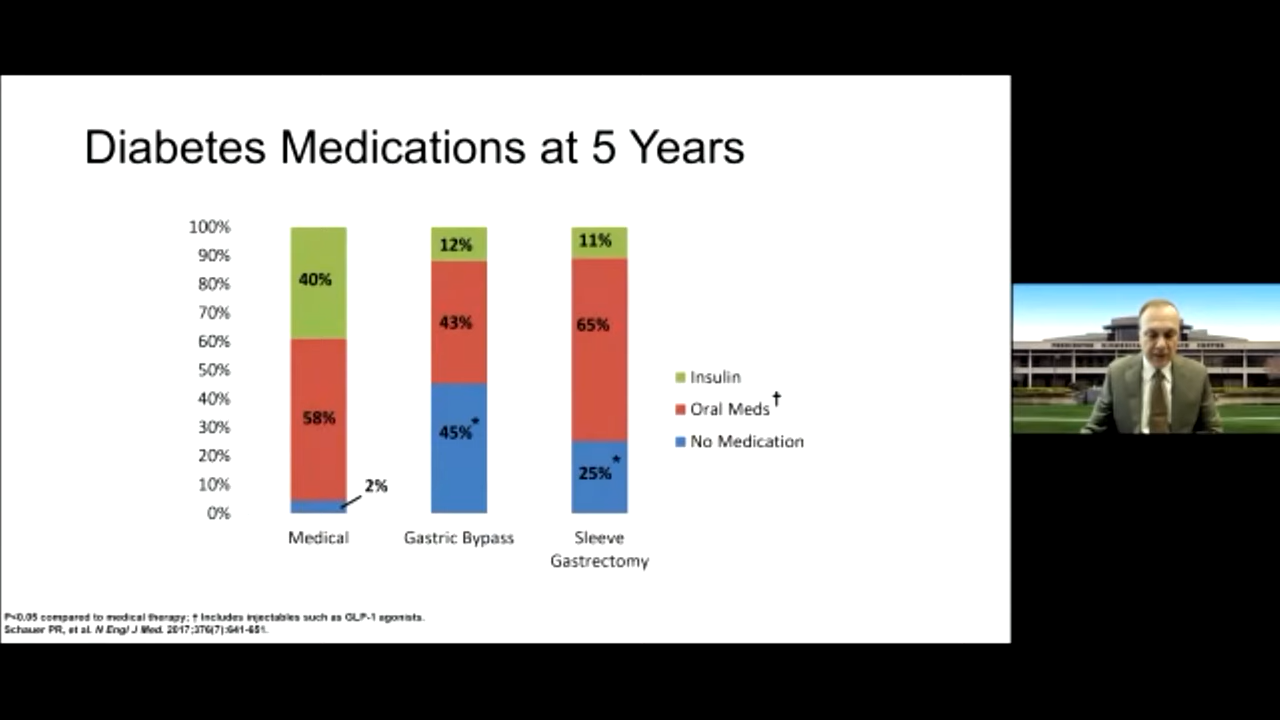 Diabetes Medications at 5 Years
100%
90%
80%
70%
60%
50%
40%
30%
20%
10%
0%
40%
58%
2%
12%
43%
45%*
11%
65%
25%*
Medical
Gastric Bypass
Sleeve
Gastrectomy
Insulin
Oral Meds†
No Medication
P<0.05 compared to medical therapy; † Includes injectables such as GLP-1 agonists.
Schauer PR, et al. N Engl J Med. 2017;376(7):641-651.